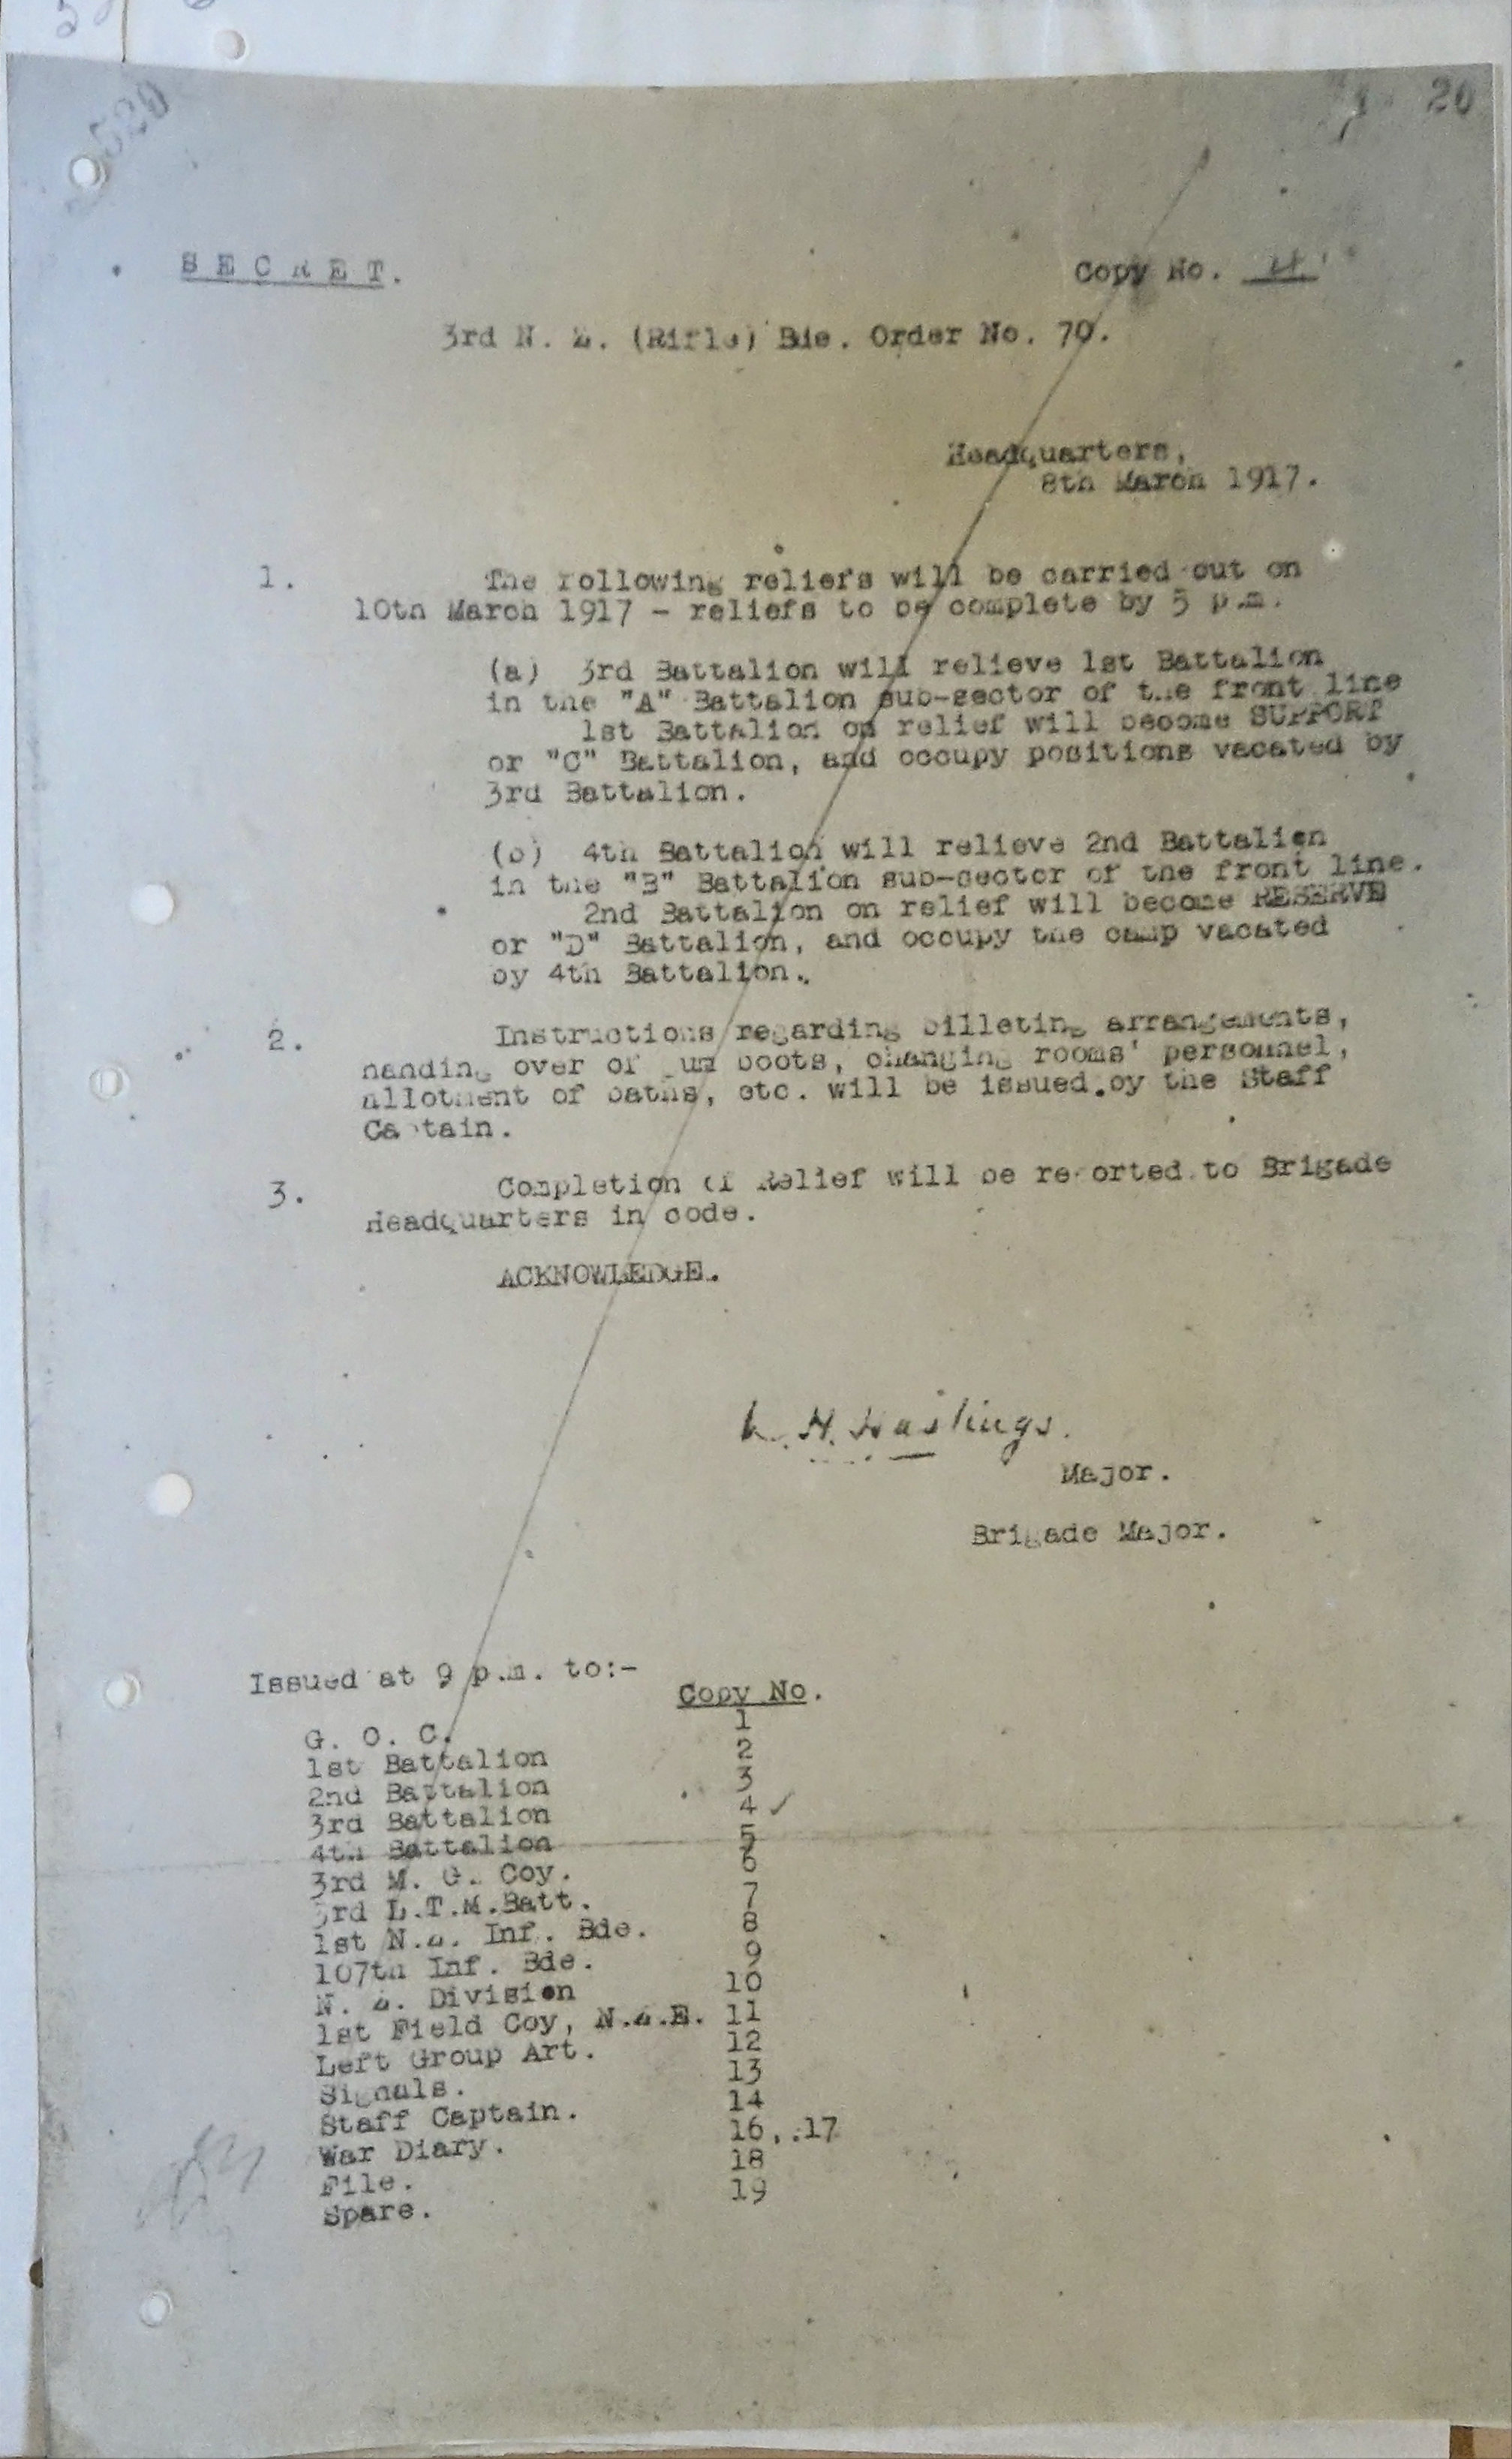 20
S E C R E T.
Copy No. 4.
3rd N. Z. (Rifle) Bde. Order No. 70.
Headquarters,
8th March 1917.
1. The following reliefs will be carried out on
10th March 1917 - reliefs to be complete by 5 p.m.
(a) 3rd Battalion will relieve 1st Battalion
in the "A" Battalion sub-sector of the front line
1st Battalion on relief will become SUPPORT
or "C" Battalion, and occupy positions vacated by
3rd Battalion.
(b) 4th Battalion will relieve 2nd Battalion
in the "B" Battalion sub-sector of the front line.
2nd Battalion on relief will become RESERVE
or "D" Battalion, and occupy the camp vacated
by 4th Battalion.
2. Instructions regarding billeting arrangements,
handing over of gum boots, changing rooms' personnel,
allotment of baths, etc. will be issued by the Staff
Captain.
3. Completion of Relief will be reported to Brigade
Headquarters in code.
ACKNOWLEDGE.
N. Hastings.
Major.
Brigade Major.
Issued at 9 p.m. to:-
Copy No.
G. O. C. 1
1st Battalion 2
2nd Battalion 3
3rd Battalion 4 ✓
4th Battalion 5
3rd M. G. Coy. 6
3rd L.T.M.Batt. 7
1st N.Z. Inf. Bde. 8
107th Inf. Bde. 9
N. Z. Division 10
1st Field Coy, N.Z.E. 11
Left Group Art. 12
Signals. 13
Staff Captain. 14
War Diary. 16, 17
File. 18
Spare. 19